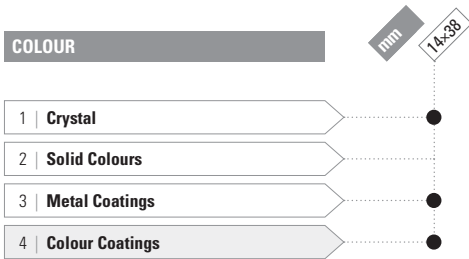 mm
14×38
COLOUR
1 | Crystal
2 | Solid Colours
3 | Metal Coatings
4 | Colour Coatings